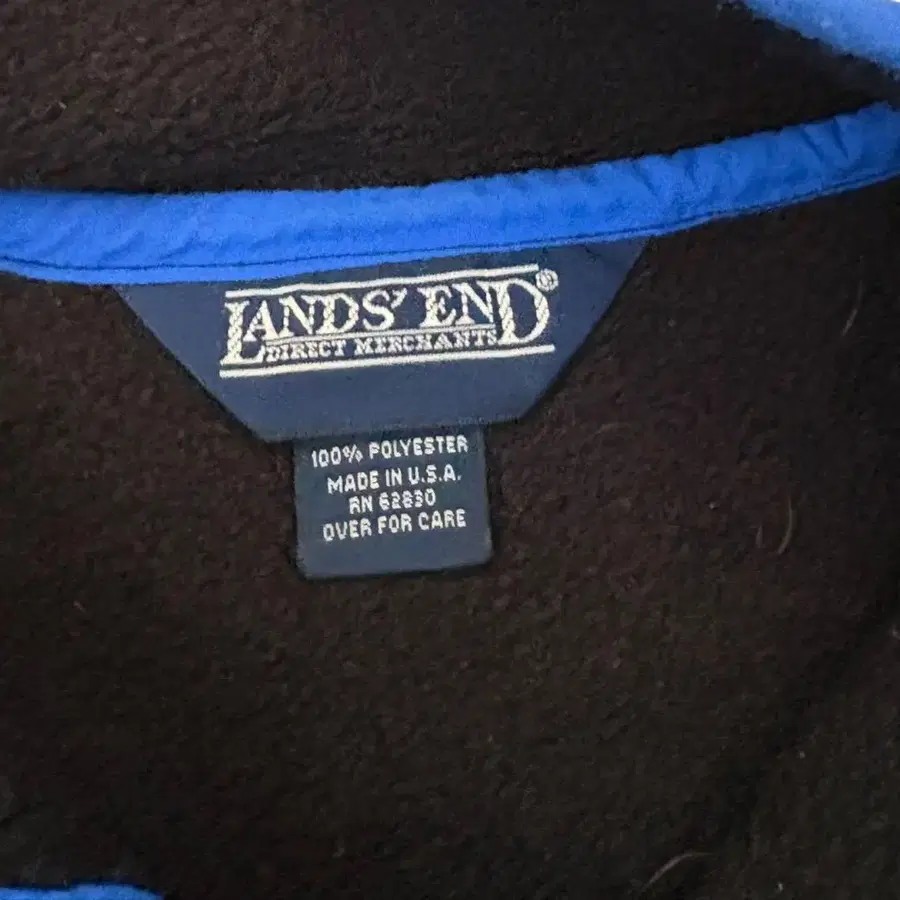 LANDS' END®
DIRECT MERCHANTS
100% POLYESTER
MADE IN U.S.A.
RN 62830
OVER FOR CARE